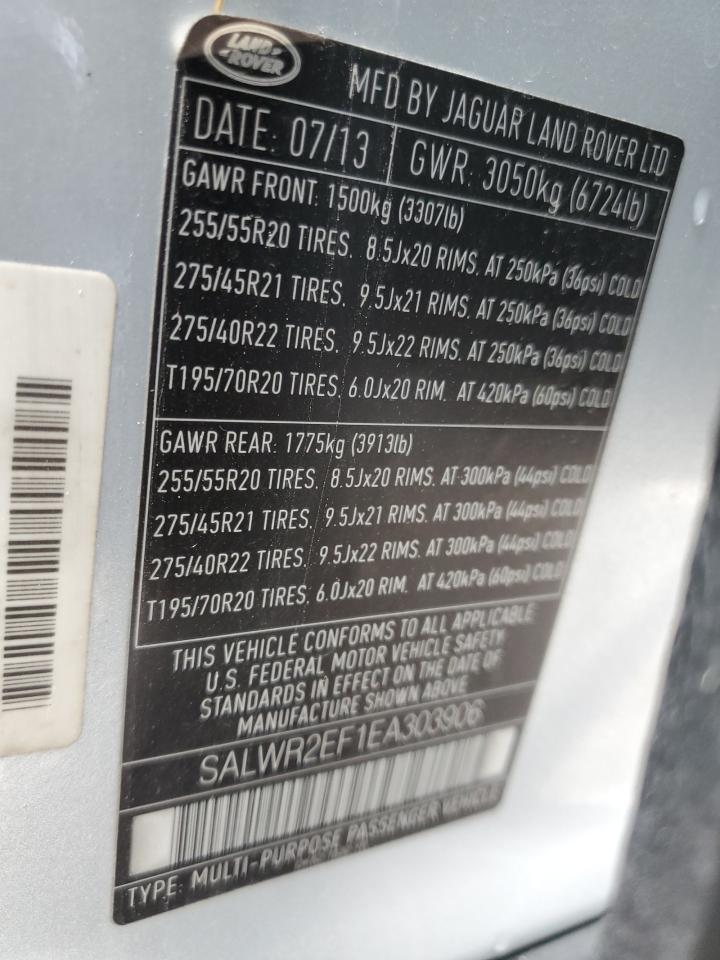 LAND
ROVER
MFD BY JAGUAR LAND ROVER LTD
DATE: 07/13 GWR: 3050kg (6724lb)
GAWR FRONT: 1500kg (3307lb)
255/55R20 TIRES, 8.5Jx20 RIMS, AT 250kPa (36psi) COLD
275/45R21 TIRES, 9.5Jx21 RIMS, AT 250kPa (36psi) COLD
275/40R22 TIRES, 9.5Jx22 RIMS, AT 250kPa (36psi) COLD
T195/70R20 TIRES, 6.0Jx20 RIM, AT 420kPa (60psi) COLD
GAWR REAR: 1775kg (3913lb)
255/55R20 TIRES, 8.5Jx20 RIMS, AT 300kPa (44psi) COLD
275/45R21 TIRES, 9.5Jx21 RIMS, AT 300kPa (44psi) COLD
275/40R22 TIRES, 9.5Jx22 RIMS, AT 300kPa (44psi) COLD
T195/70R20 TIRES, 6.0Jx20 RIM, AT 420kPa (60psi) COLD
THIS VEHICLE CONFORMS TO ALL APPLICABLE
U.S. FEDERAL MOTOR VEHICLE SAFETY
STANDARDS IN EFFECT ON THE DATE OF
MANUFACTURE SHOWN ABOVE
SALWR2EF1EA303906
TYPE: MULTI-PURPOSE PASSENGER VEHICLE